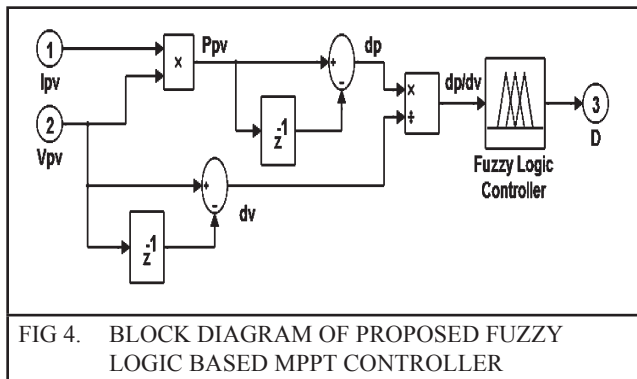 1
Ipv
2
Vpv
×
Ppv
z-1
+
-
dp
×
÷
dp/dv
Fuzzy Logic
Controller
3
D
+
-
dv
z-1
FIG 4. BLOCK DIAGRAM OF PROPOSED FUZZY
LOGIC BASED MPPT CONTROLLER